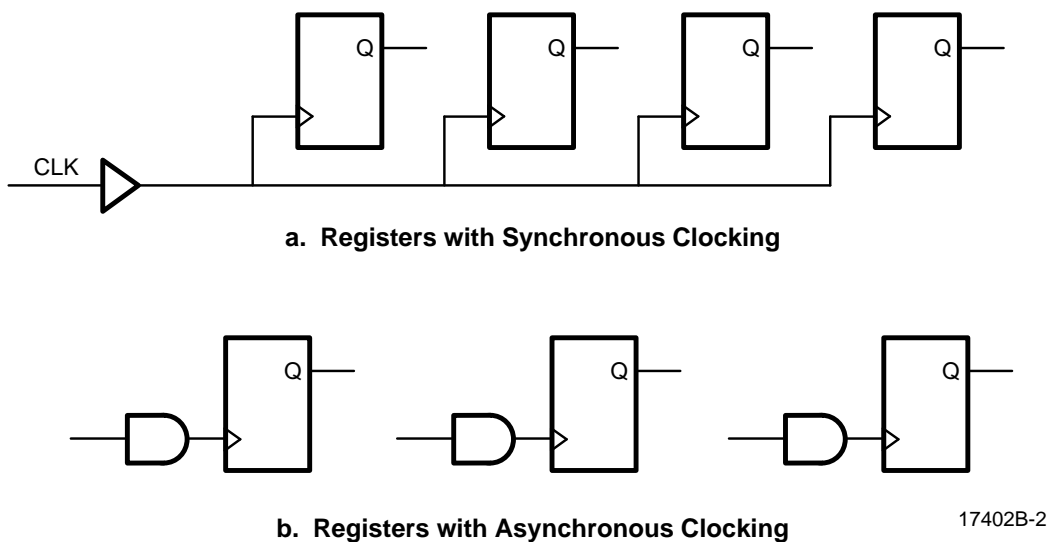 Q Q Q Q
CLK
a. Registers with Synchronous Clocking
Q Q Q
b. Registers with Asynchronous Clocking
17402B-2